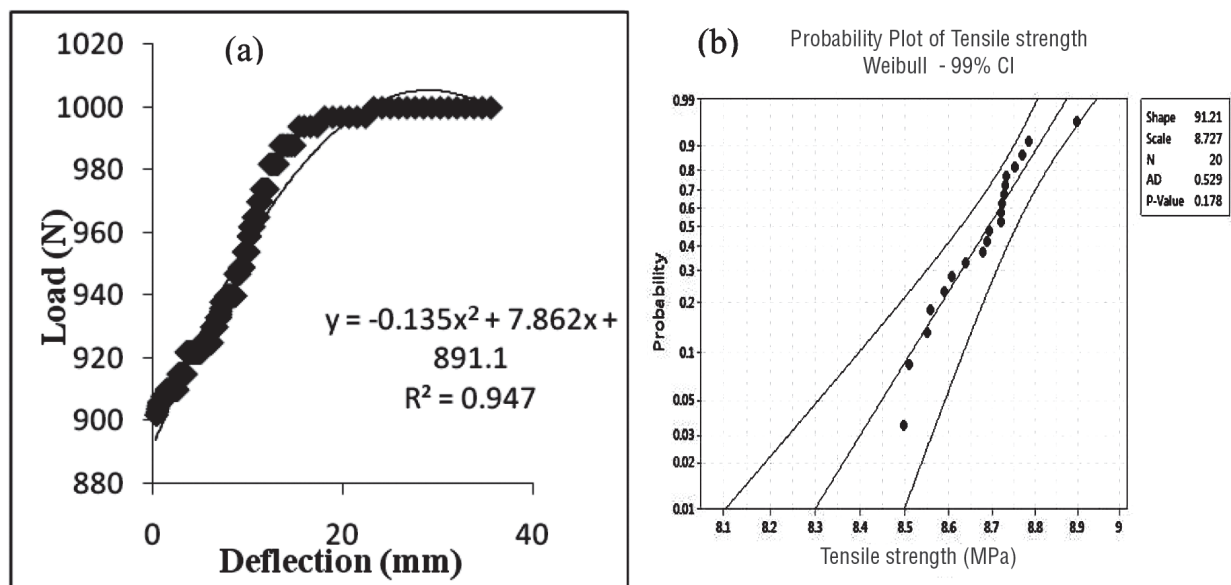 (a)
1020
1000
980
960
940
920
900
880
Load (N)
y = -0.135x² + 7.862x +
891.1
R² = 0.947
0
20
40
Deflection (mm)
(b)
Probability Plot of Tensile strength
Weibull - 99% CI
0.99
0.9
0.8
0.7
0.6
0.5
0.4
0.3
0.2
0.1
0.05
0.03
0.02
0.01
Probability
8.1
8.2
8.3
8.4
8.5
8.6
8.7
8.8
8.9
9
Tensile strength (MPa)
Shape 91.21
Scale 8.727
N 20
AD 0.529
P-Value 0.178